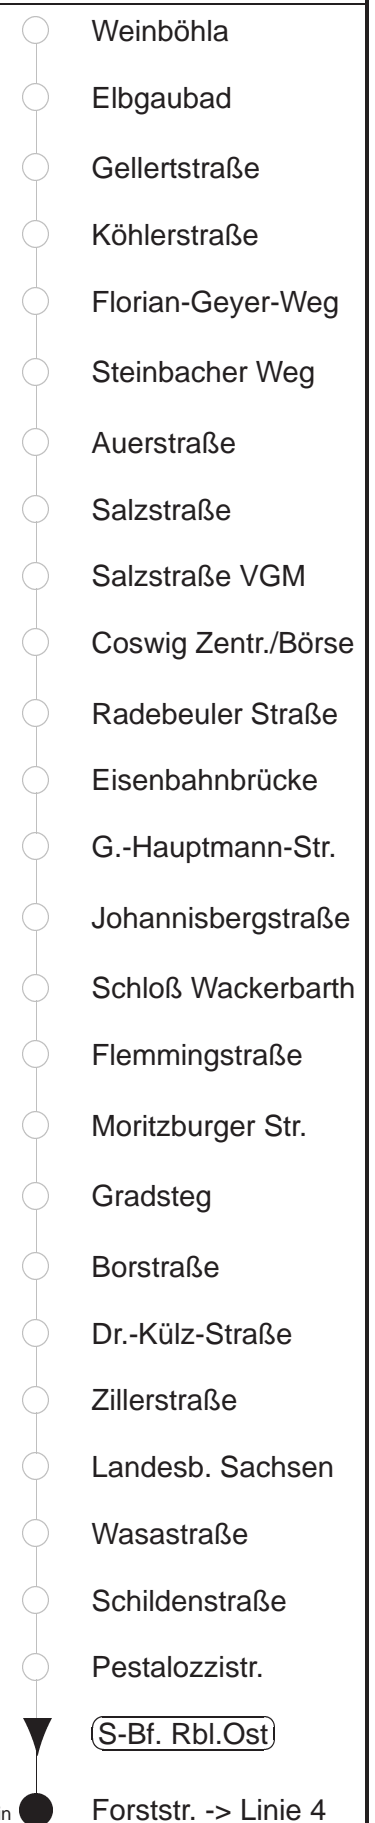 Weinböhla
Elbgaubad
Gellertstraße
Köhlerstraße
Florian-Geyer-Weg
Steinbacher Weg
Auerstraße
Salzstraße
Salzstraße VGM
Coswig Zentr./Börse
Radebeuler Straße
Eisenbahnbrücke
G.-Hauptmann-Str.
Johannisbergstraße
Schloß Wackerbarth
Flemmingstraße
Moritzburger Str.
Gradsteg
Borstraße
Dr.-Külz-Straße
Zillerstraße
Landesb. Sachsen
Wasastraße
Schildenstraße
Pestalozzistr.
S-Bf. Rbl.Ost
in Forststr. -> Linie 4